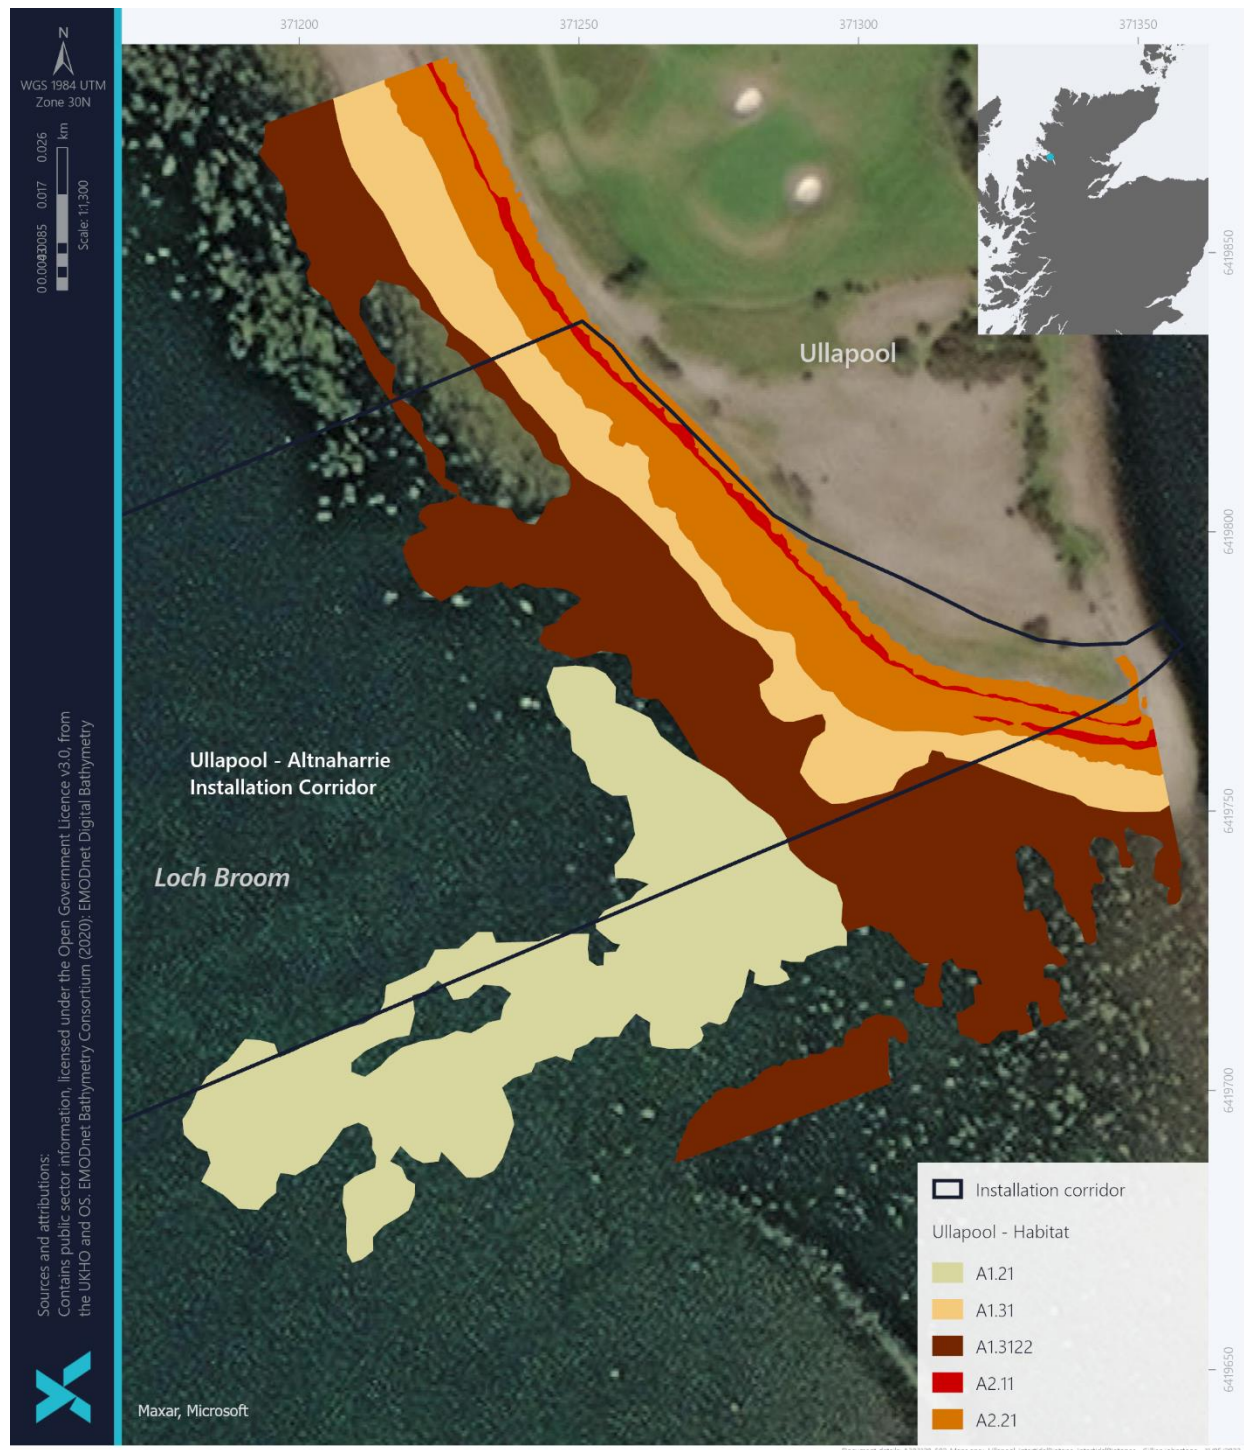 371200
371250
371300
371350
N
WGS 1984 UTM
Zone 30N
0.026
km
0.017
Scale: 1:1,300
6419850
Ullapool
6419800
Ullapool - Altnaharrie
Installation Corridor
6419750
Loch Broom
6419700
Sources and attributions:
Contains public sector information, licensed under the Open Government Licence v3.0, from
the UKHO and OS. EMODnet Bathymetry Consortium (2020): EMODnet Digital Bathymetry
Installation corridor
Ullapool - Habitat
A1.21
A1.31
A1.3122
A2.11
A2.21
6419650
Maxar, Microsoft